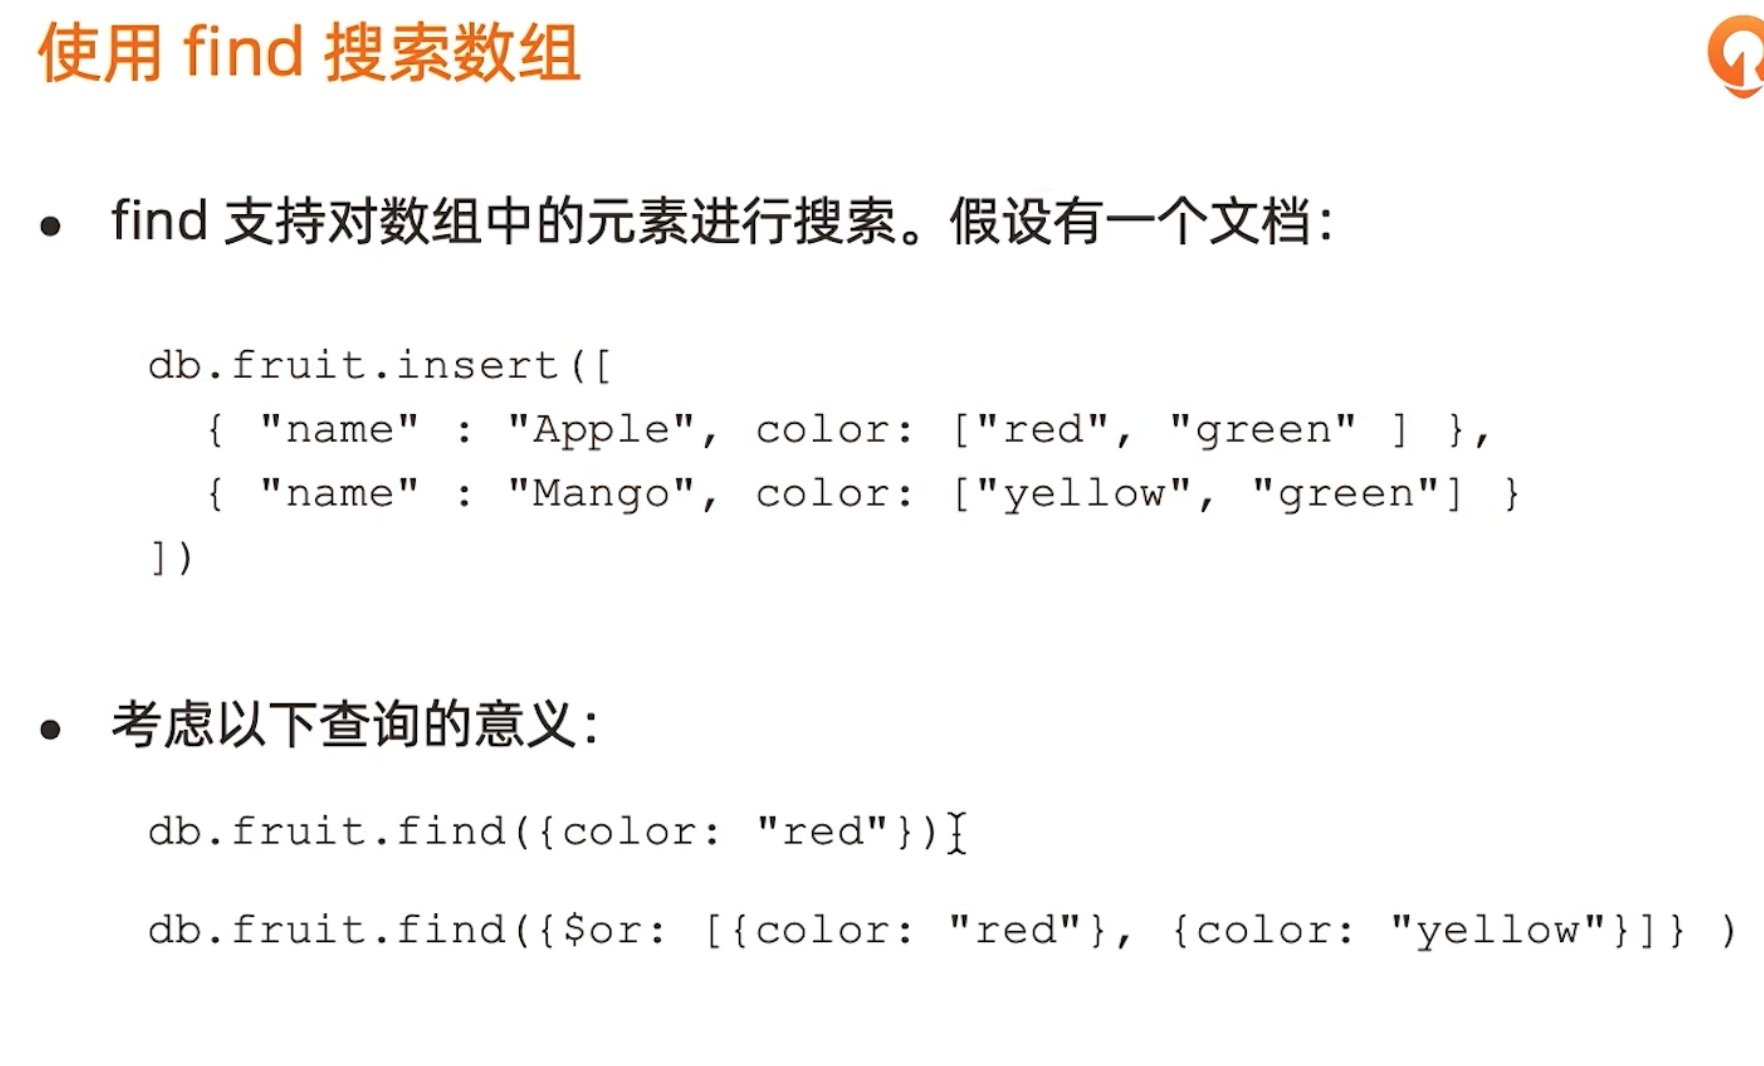 使用 find 搜索数组
• find 支持对数组中的元素进行搜索。假设有一个文档：
db.fruit.insert([
{ "name" : "Apple", color: ["red", "green" ] },
{ "name" : "Mango", color: ["yellow", "green"] }
])
• 考虑以下查询的意义：
db.fruit.find({color: "red"})
db.fruit.find({$or: [{color: "red"}, {color: "yellow"}]} )